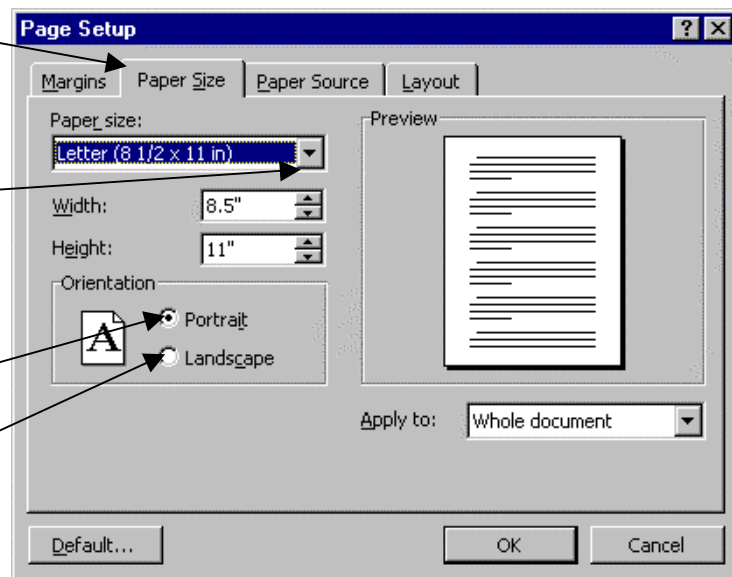 Page Setup
Margins Paper Size Paper Source Layout
Paper size:
Letter (8 1/2 x 11 in)
Width: 8.5"
Height: 11"
Orientation
A
Portrait
Landscape
Preview
Apply to: Whole document
Default... OK Cancel